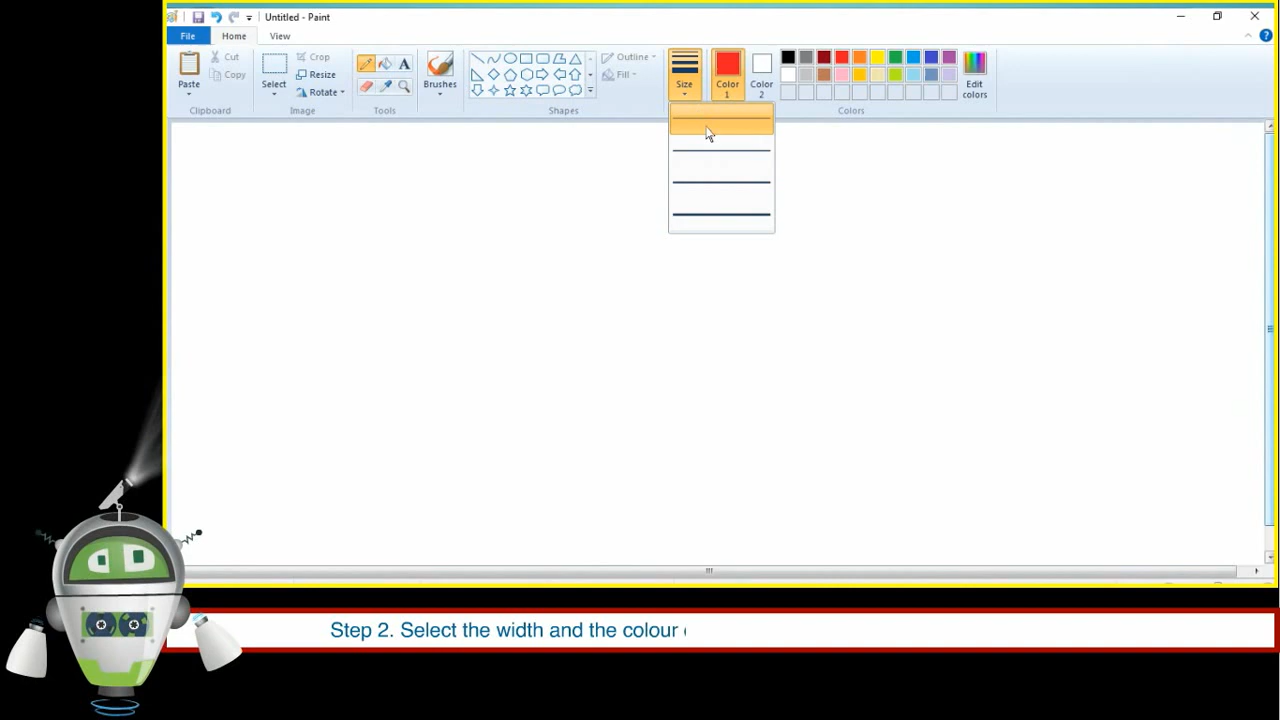 Untitled - Paint
File Home View
Paste
Cut
Copy
Clipboard
Select
Crop
Resize
Rotate
Image
A
Tools
Brushes
Outline
Fill
Shapes
Size
Color
1
Color
2
Edit
colors
Colors
Step 2. Select the width and the colour